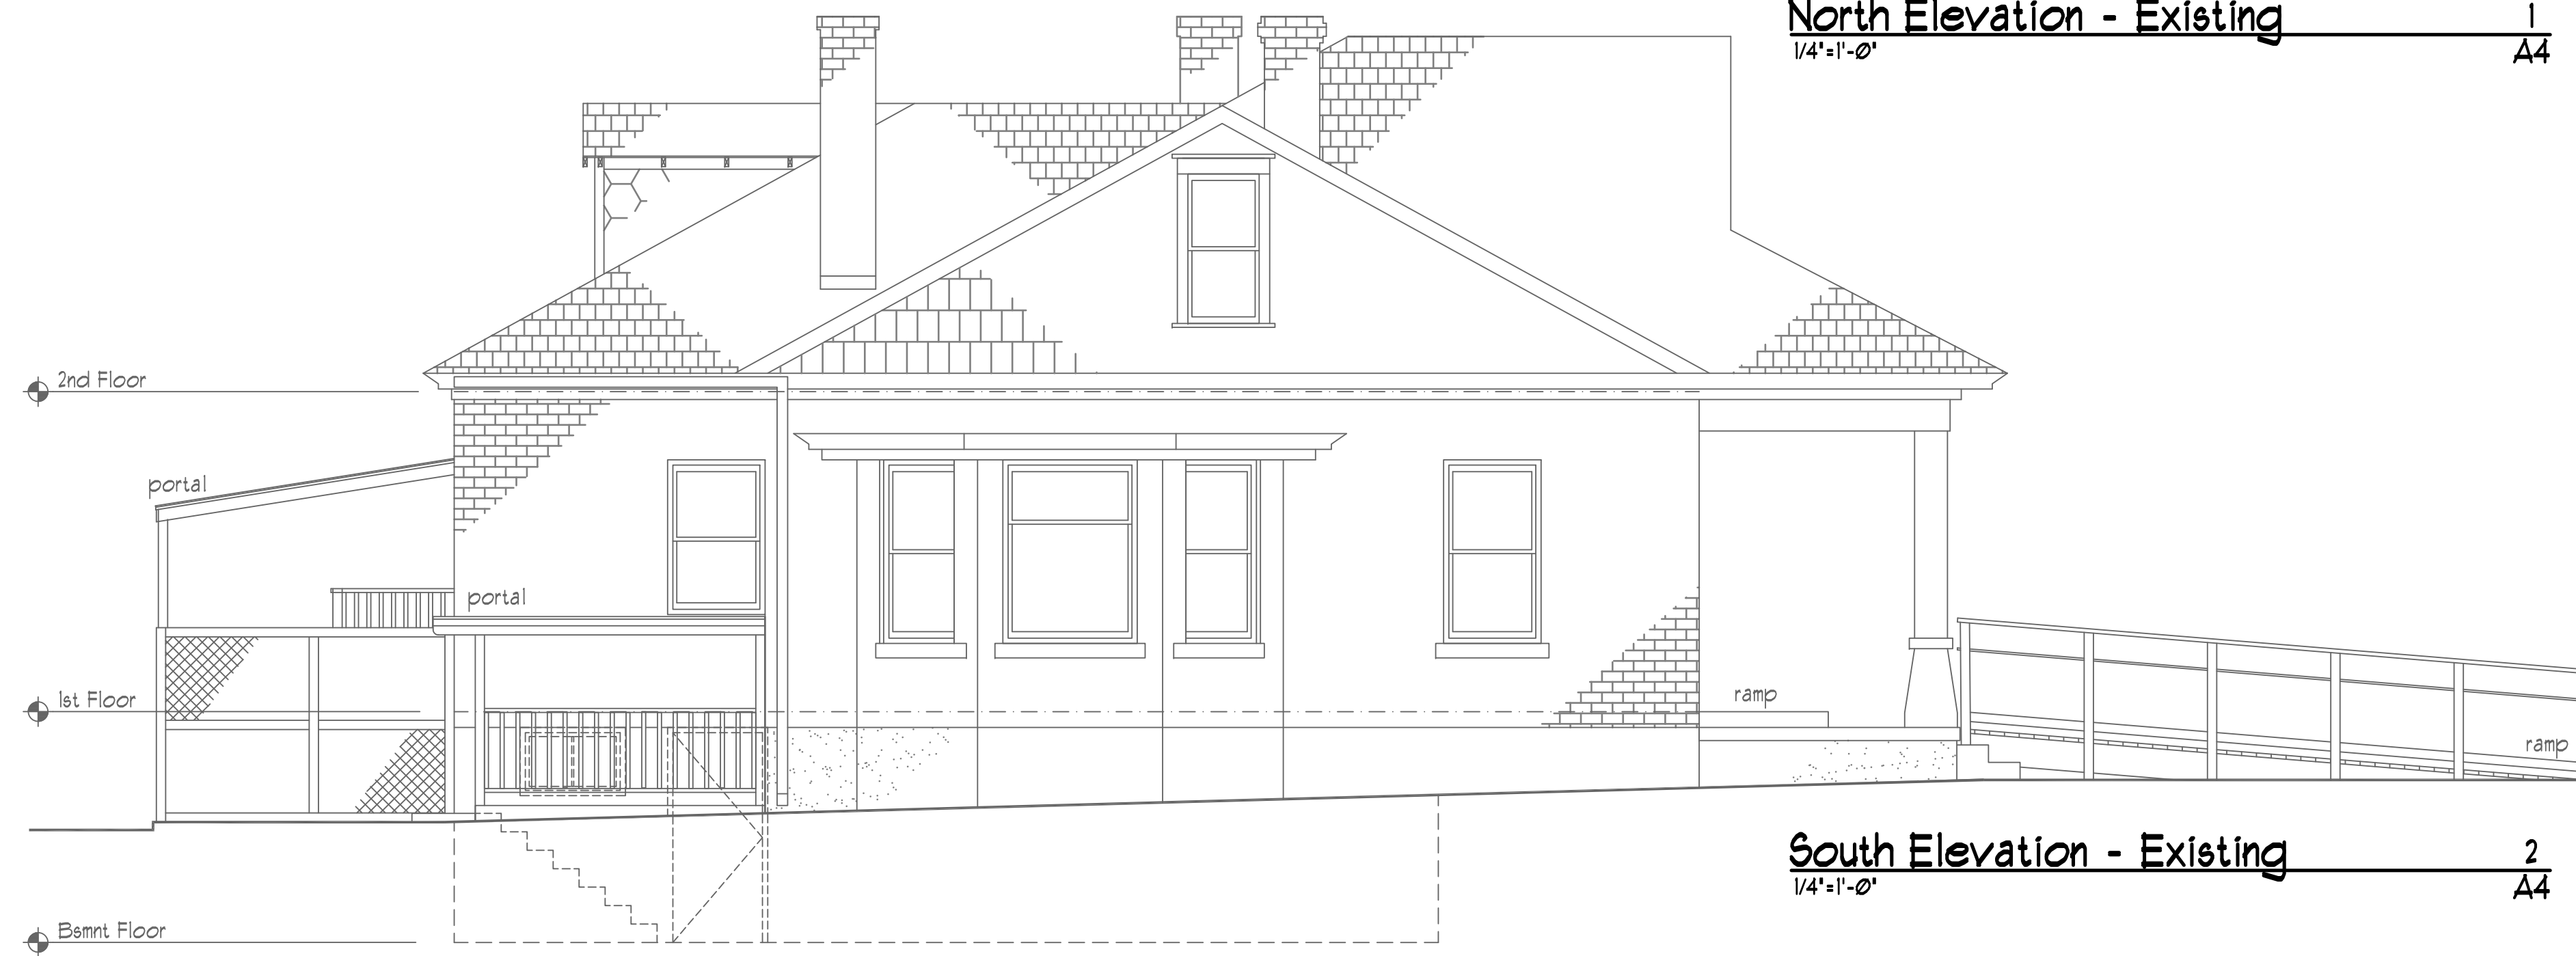 North Elevation - Existing 1
1/4"=1'-0" A4
2nd Floor
portal
portal
1st Floor
ramp
ramp
South Elevation - Existing 2
1/4"=1'-0" A4
Bsmnt Floor